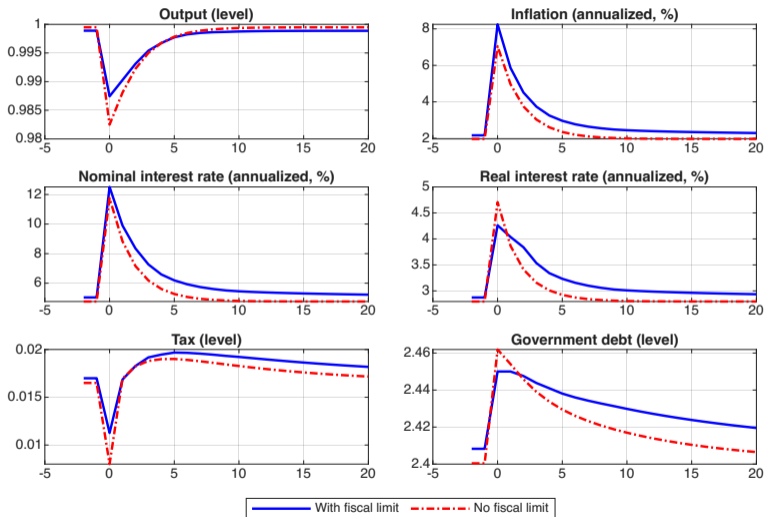 Output (level)
1
0.995
0.99
0.985
0.98
-5 0 5 10 15 20
Inflation (annualized, %)
8
6
4
2
-5 0 5 10 15 20
Nominal interest rate (annualized, %)
12
10
8
6
-5 0 5 10 15 20
Real interest rate (annualized, %)
5
4.5
4
3.5
3
-5 0 5 10 15 20
Tax (level)
0.02
0.015
0.01
-5 0 5 10 15 20
Government debt (level)
2.46
2.44
2.42
2.4
-5 0 5 10 15 20
With fiscal limit No fiscal limit